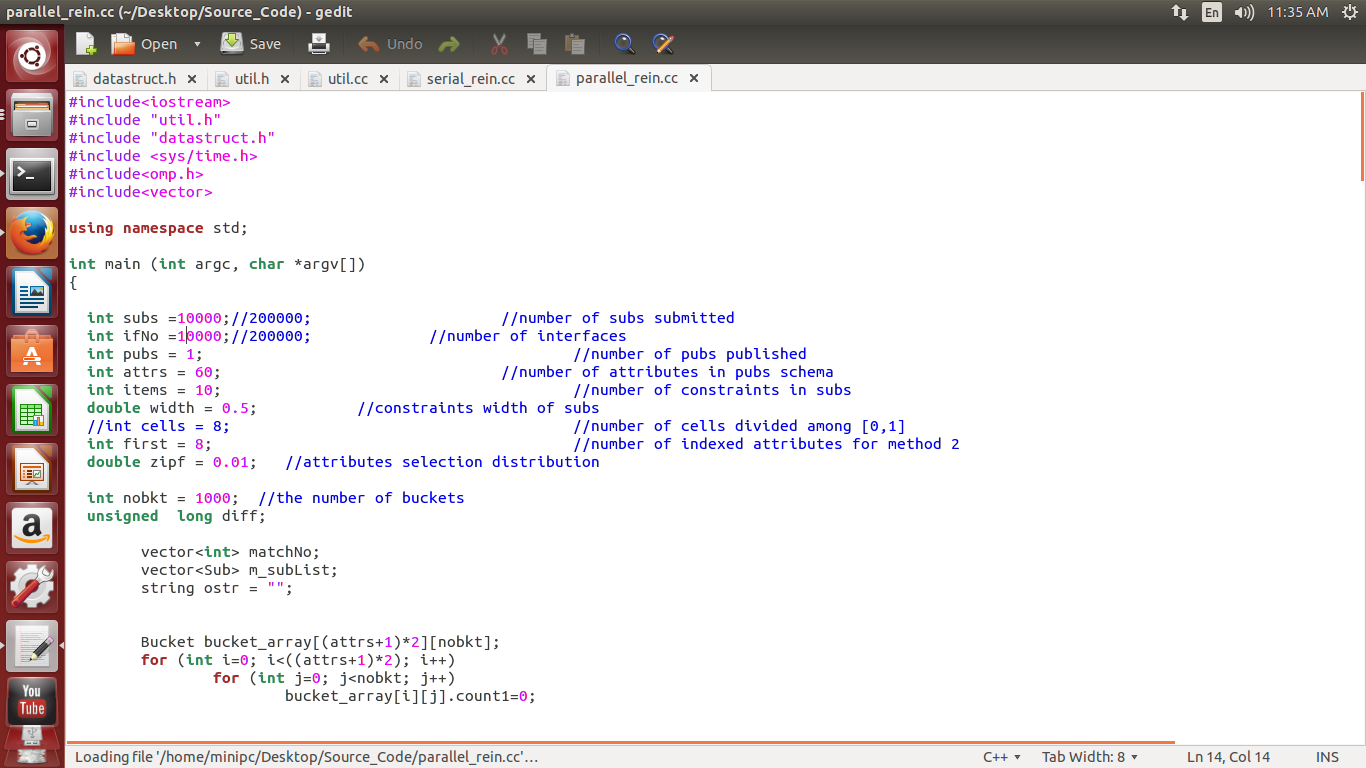 parallel_rein.cc (~/Desktop/Source_Code) - gedit
En
11:35 AM
Open
Save
Undo
datastruct.h
util.h
util.cc
serial_rein.cc
parallel_rein.cc
#include<iostream>
#include "util.h"
#include "datastruct.h"
#include <sys/time.h>
#include<omp.h>
#include<vector>
using namespace std;
int main (int argc, char *argv[])
{
int subs =10000;//200000; //number of subs submitted
int ifNo =10000;//200000; //number of interfaces
int pubs = 1; //number of pubs published
int attrs = 60; //number of attributes in pubs schema
int items = 10; //number of constraints in subs
double width = 0.5; //constraints width of subs
//int cells = 8; //number of cells divided among [0,1]
int first = 8; //number of indexed attributes for method 2
double zipf = 0.01; //attributes selection distribution
int nobkt = 1000; //the number of buckets
unsigned long diff;
vector<int> matchNo;
vector<Sub> m_subList;
string ostr = "";
Bucket bucket_array[(attrs+1)*2][nobkt];
for (int i=0; i<((attrs+1)*2); i++)
for (int j=0; j<nobkt; j++)
bucket_array[i][j].count1=0;
You
Tube
Loading file '/home/minipc/Desktop/Source_Code/parallel_rein.cc'…
C++
Tab Width: 8
Ln 14, Col 14
INS